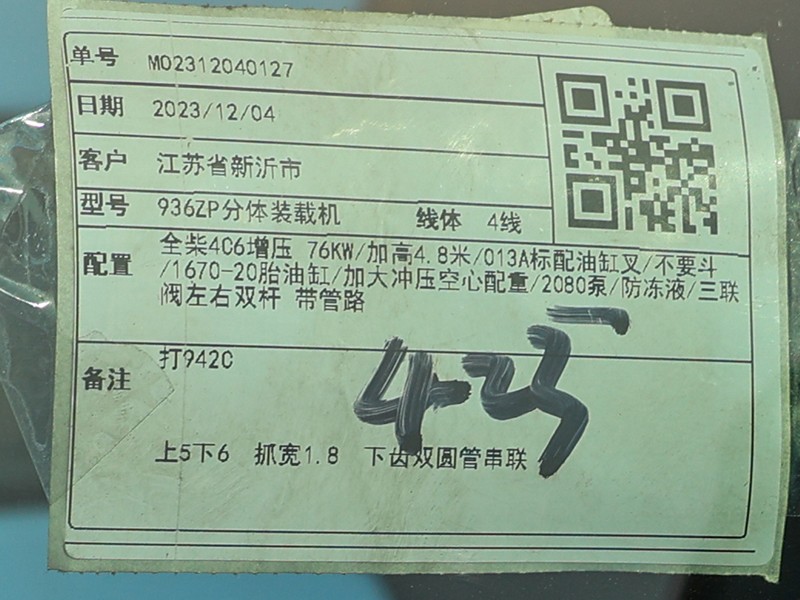 单号 M02312040127
日期 2023/12/04
客户 江苏省新沂市
型号 936ZP分体装载机 线体 4线
配置 全柴4C6增压 76KW/加高4.8米/013A标配油缸叉/不要斗
/1670-20胎油缸/加大冲压空心配重/2080泵/防冻液/三联
阀左右双杆 带管路
备注 打942C
4-25
上5下6 抓宽1.8 下齿双圆管串联